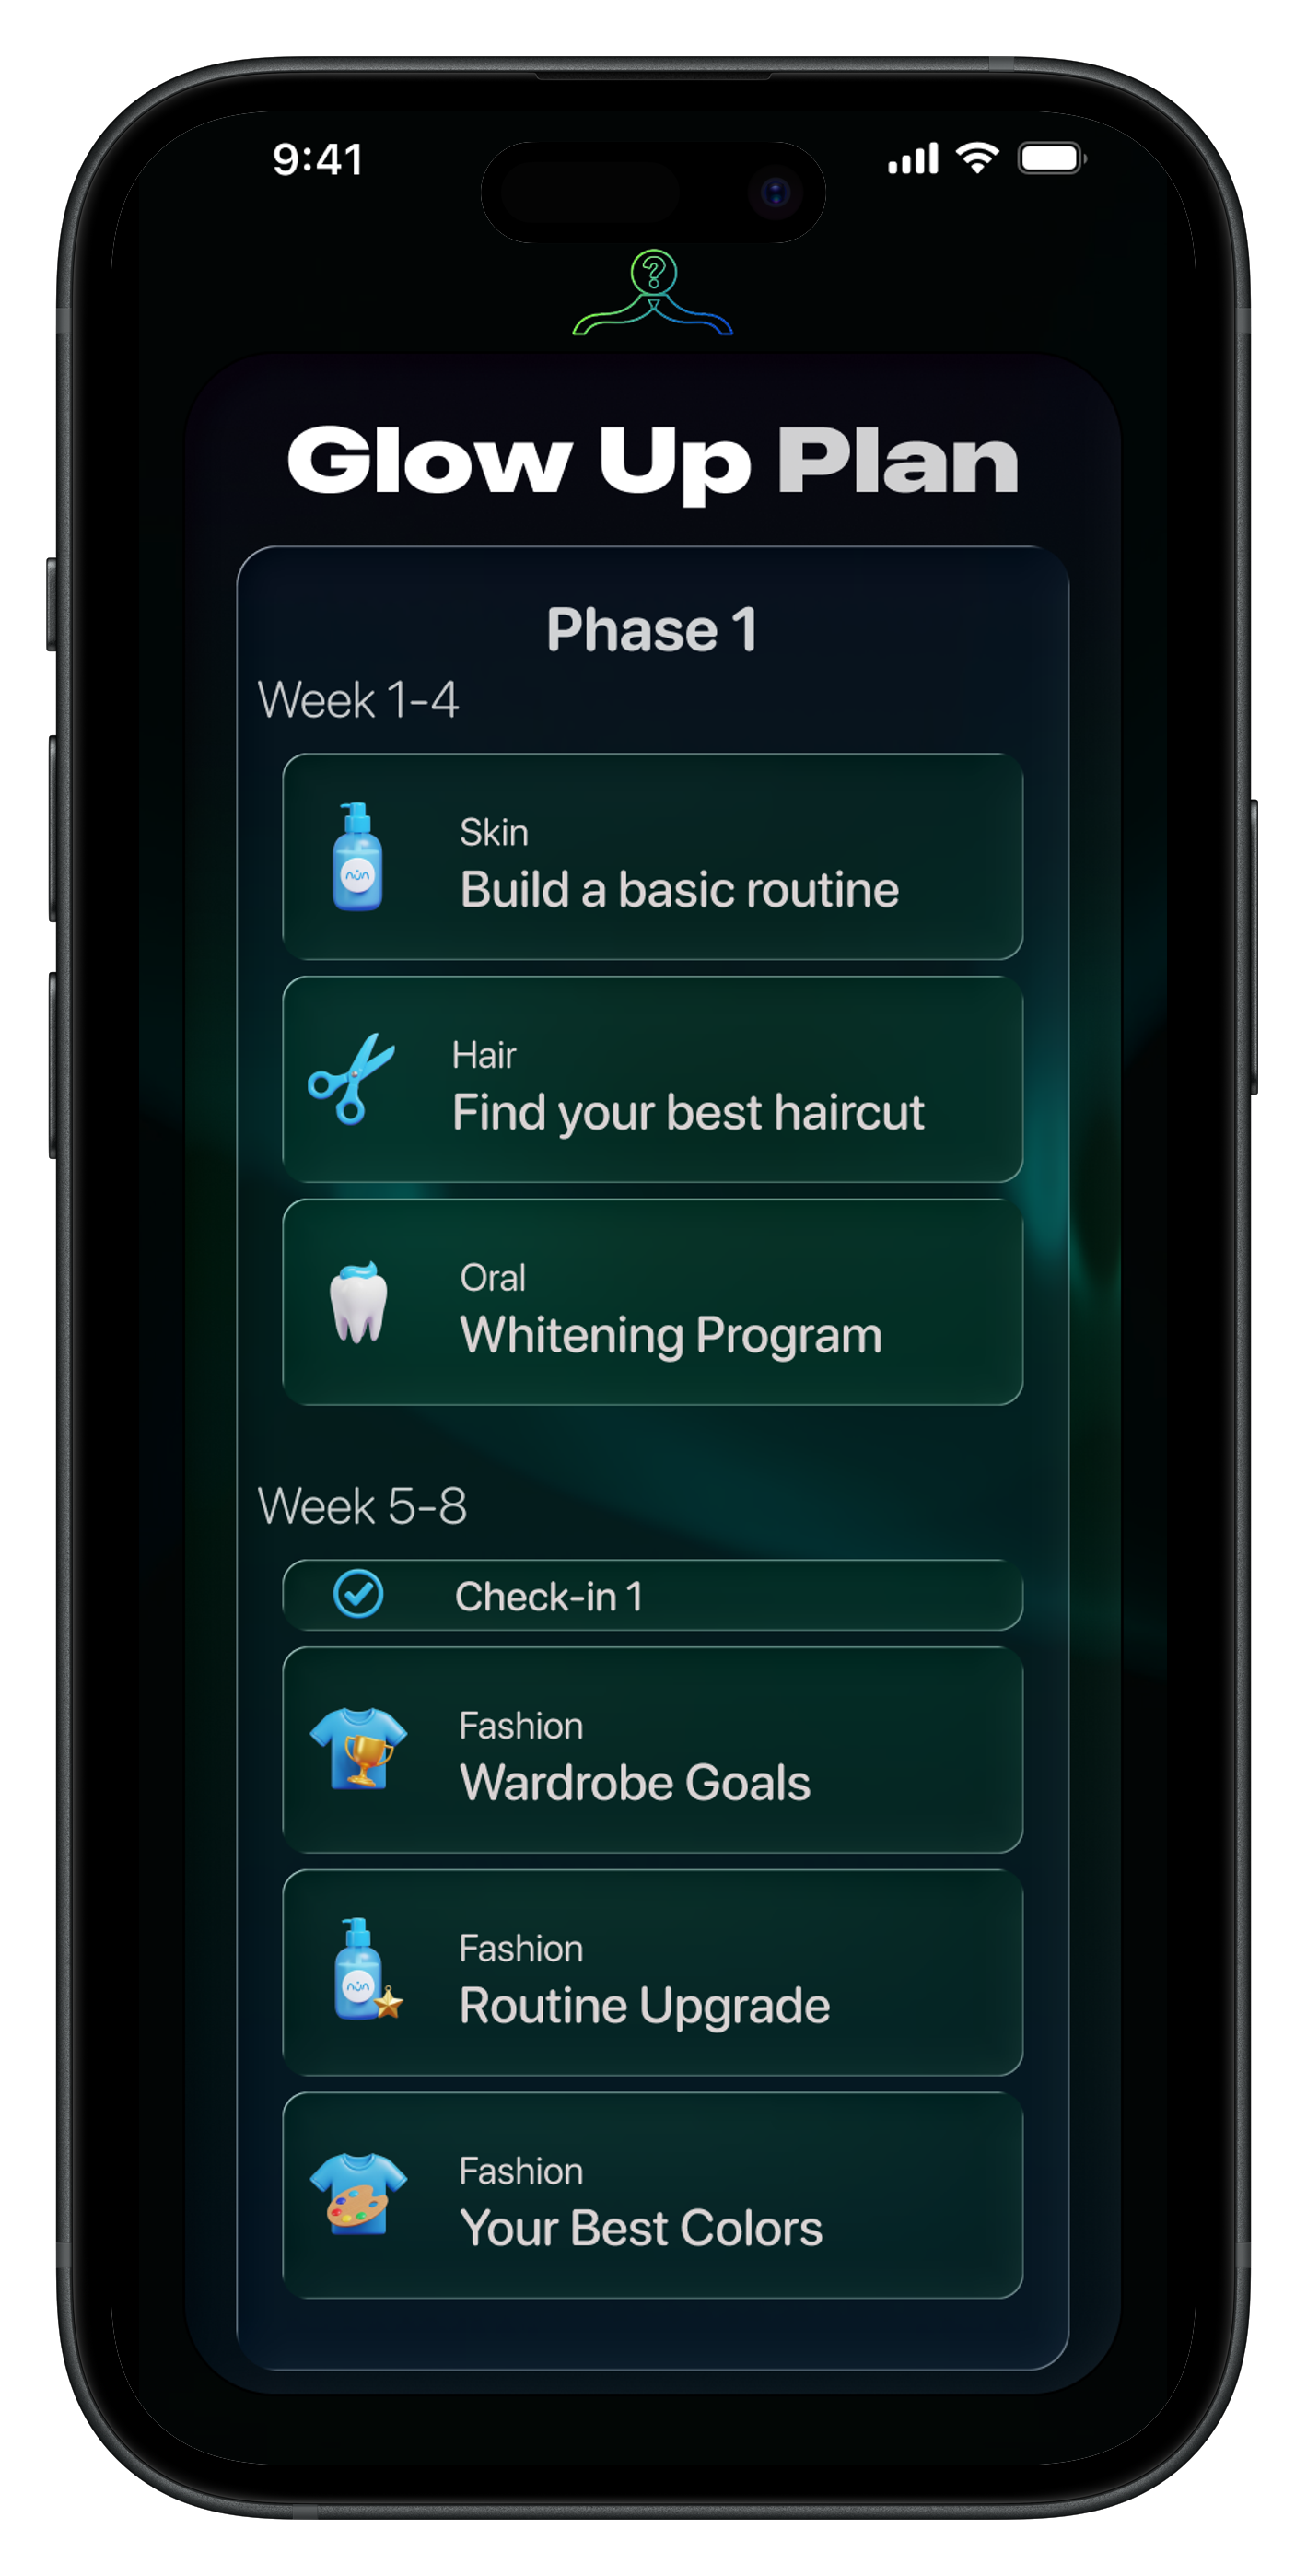 9:41
?
Glow Up Plan
Phase 1
Week 1-4
Skin
Build a basic routine
Hair
Find your best haircut
Oral
Whitening Program
Week 5-8
Check-in 1
Fashion
Wardrobe Goals
Fashion
Routine Upgrade
Fashion
Your Best Colors